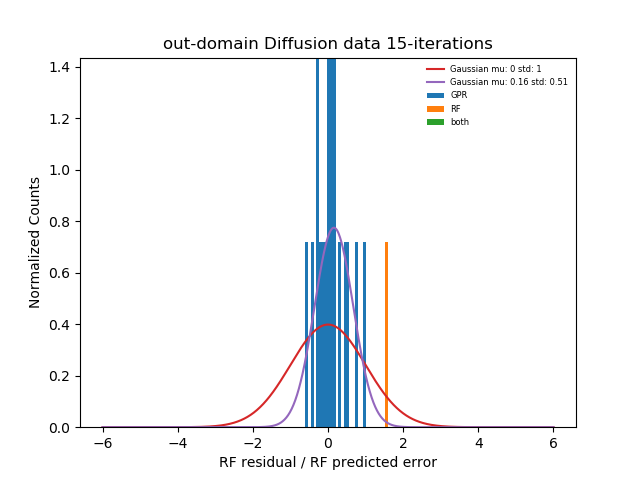 out-domain Diffusion data 15-iterations
Gaussian mu: 0 std: 1
Gaussian mu: 0.16 std: 0.51
GPR
RF
both
Normalized Counts
1.4
1.2
1.0
0.8
0.6
0.4
0.2
0.0
−6 −4 −2 0 2 4 6
RF residual / RF predicted error